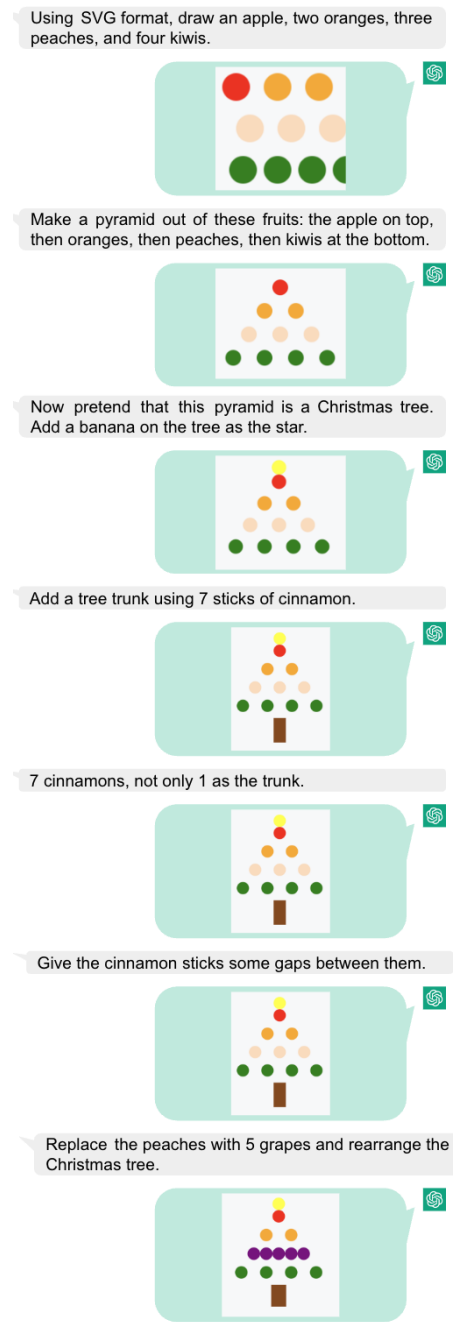 Using SVG format, draw an apple, two oranges, three
peaches, and four kiwis.
Make a pyramid out of these fruits: the apple on top,
then oranges, then peaches, then kiwis at the bottom.
Now pretend that this pyramid is a Christmas tree.
Add a banana on the tree as the star.
Add a tree trunk using 7 sticks of cinnamon.
7 cinnamons, not only 1 as the trunk.
Give the cinnamon sticks some gaps between them.
Replace the peaches with 5 grapes and rearrange the
Christmas tree.